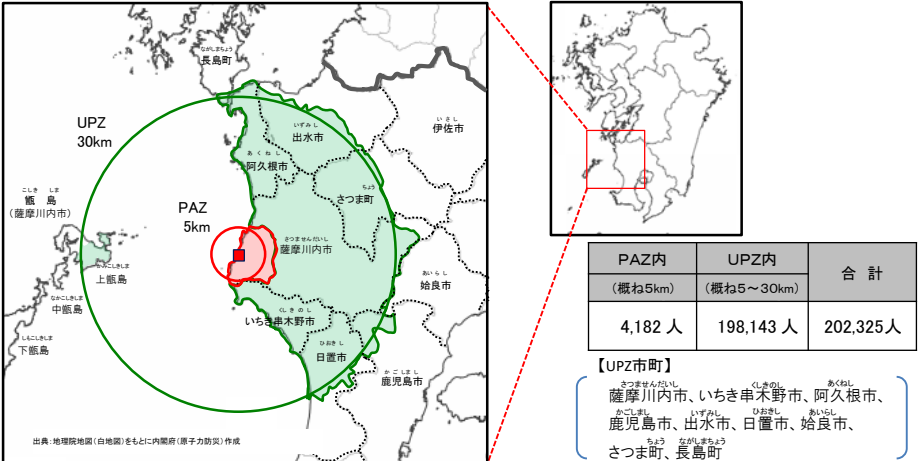 ながしまちょう
長島町
UPZ
30km
いずみし
出水市
いさし
伊佐市
あくねし
阿久根市
ちょう
さつま町
PAZ
5km
こしき しま
甑 島
(薩摩川内市)
さつませんだいし
薩摩川内市
かみこしきしま
上甑島
なかこしきしま
中甑島
しもこしきしま
下甑島
あいらし
姶良市
くしきのし
いちき串木野市
ひおきし
日置市
かごしまし
鹿児島市
出典:地理院地図(白地図)をもとに内閣府(原子力防災)作成
PAZ内 UPZ内 合 計
(概ね5km) (概ね5~30km)
4,182 人 198,143 人 202,325人
【UPZ市町】
さつませんだいし くしきのし あくねし
薩摩川内市、いちき串木野市、阿久根市、
かごしまし いずみし ひおきし あいらし
鹿児島市、出水市、日置市、姶良市、
ちょう ながしまちょう
さつま町、長島町